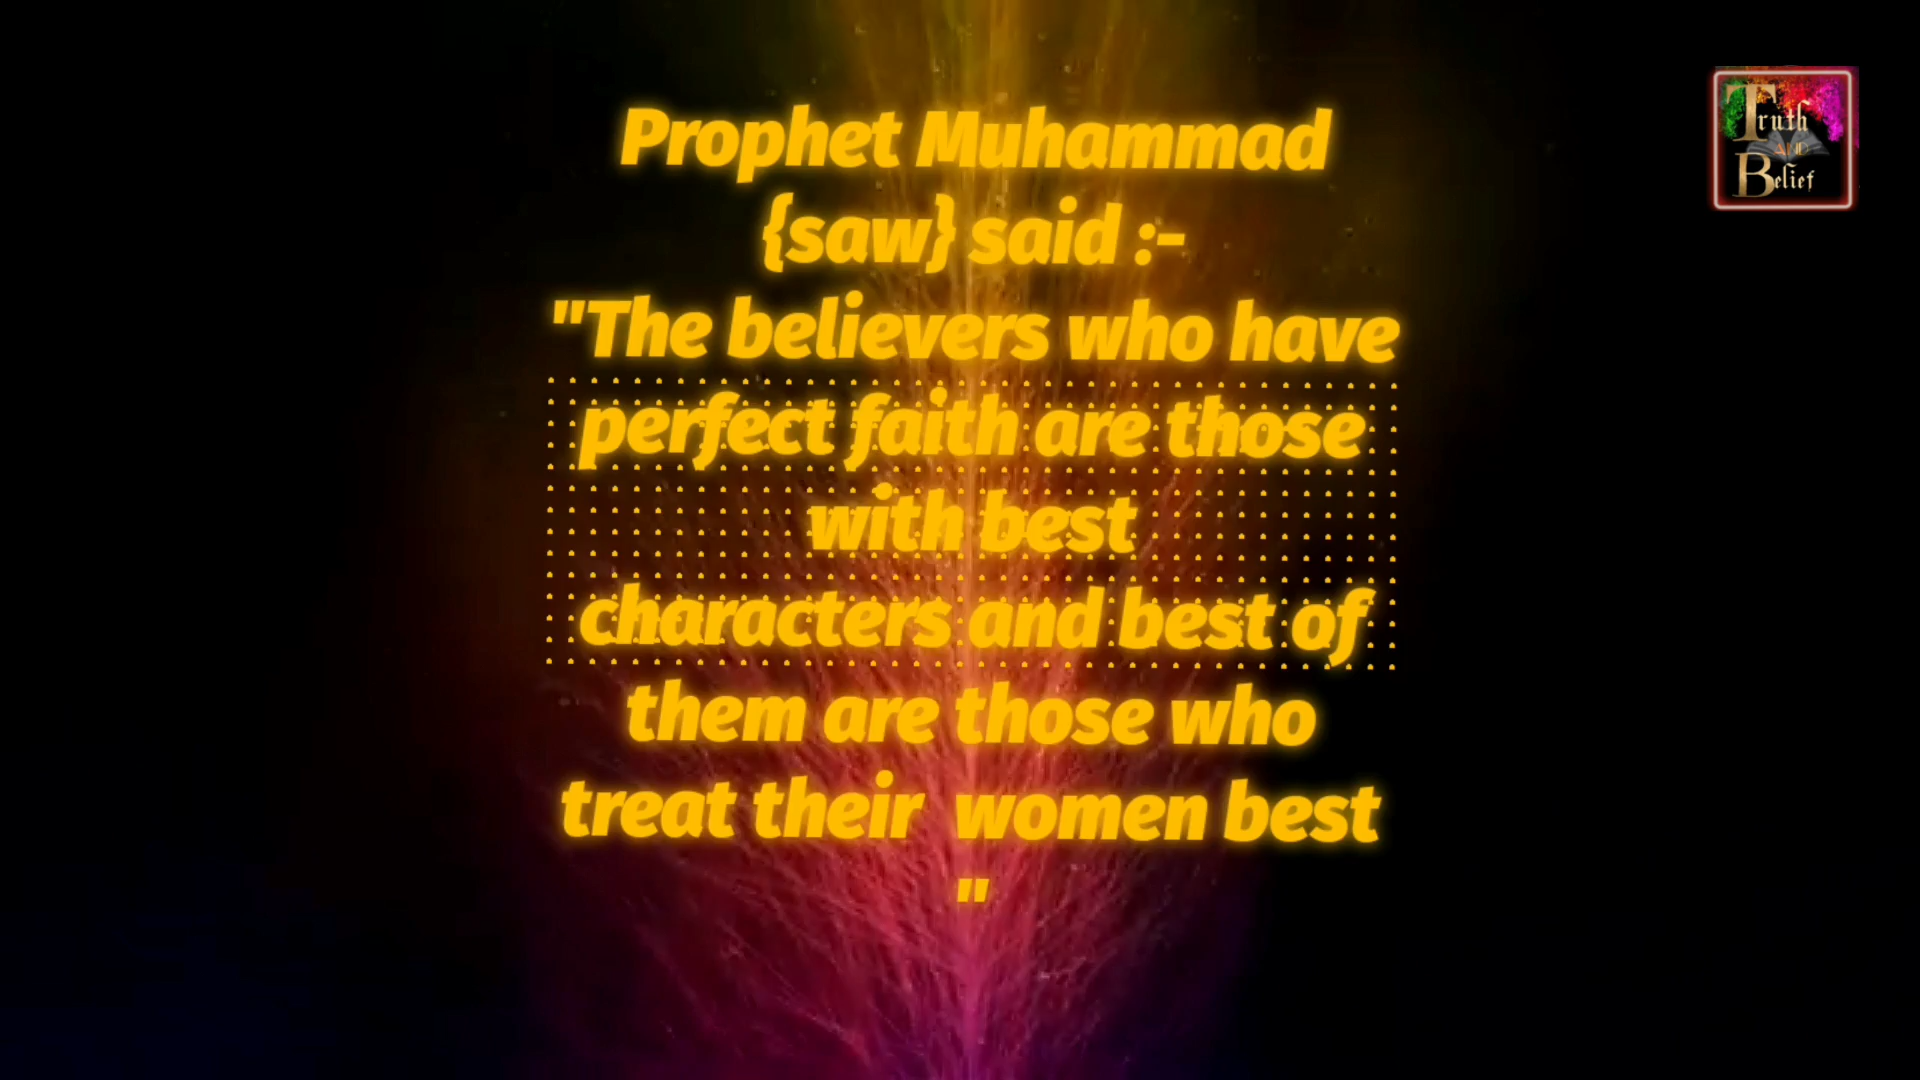 Prophet Muhammad
{saw} said :-
"The believers who have
perfect faith are those
with best
characters and best of
them are those who
treat their  women best
"
Truth
AND
Belief